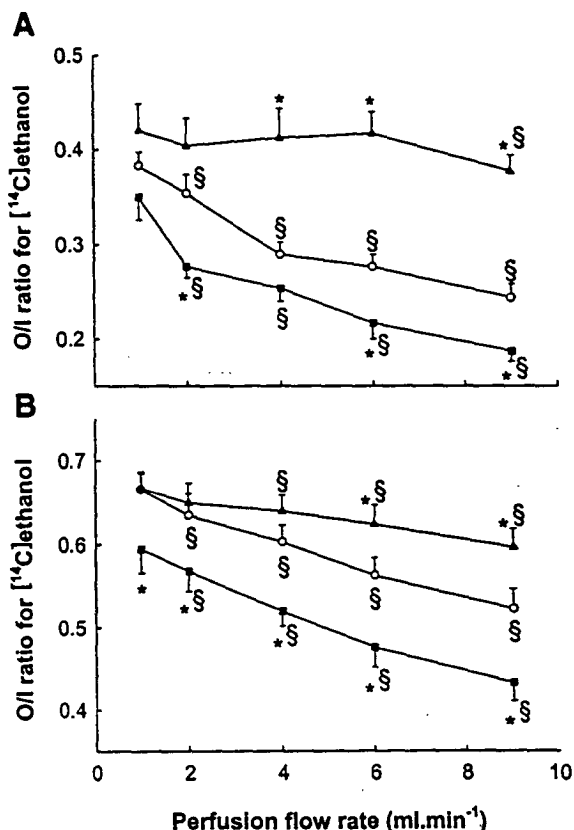 A
0.5
0.4
0.3
0.2
O/I ratio for [¹⁴C]ethanol
* * *§
§ § § §
*§ § *§ *§
B
0.7
0.6
0.5
0.4
O/I ratio for [¹⁴C]ethanol
§ *§ *§
§ § § §
* *§ *§ *§ *§
0 2 4 6 8 10
Perfusion flow rate (ml.min⁻¹)